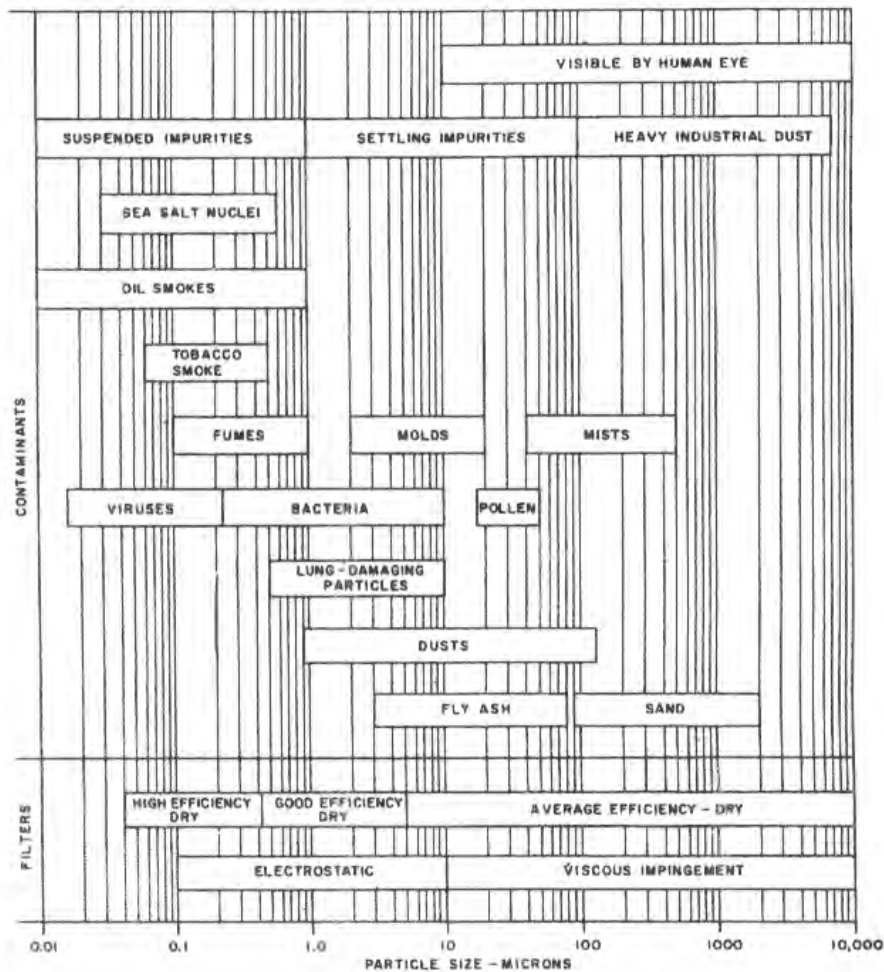 VISIBLE BY HUMAN EYE
SUSPENDED IMPURITIES
SETTLING IMPURITIES
HEAVY INDUSTRIAL DUST
SEA SALT NUCLEI
OIL SMOKES
TOBACCO
SMOKE
FUMES
MOLDS
MISTS
VIRUSES
BACTERIA
POLLEN
LUNG-DAMAGING
PARTICLES
DUSTS
FLY ASH
SAND
CONTAMINANTS
HIGH EFFICIENCY
DRY
GOOD EFFICIENCY
DRY
AVERAGE EFFICIENCY - DRY
ELECTROSTATIC
VISCOUS IMPINGEMENT
FILTERS
0.01 0.1 1.0 10 100 1000 10,000
PARTICLE SIZE - MICRONS